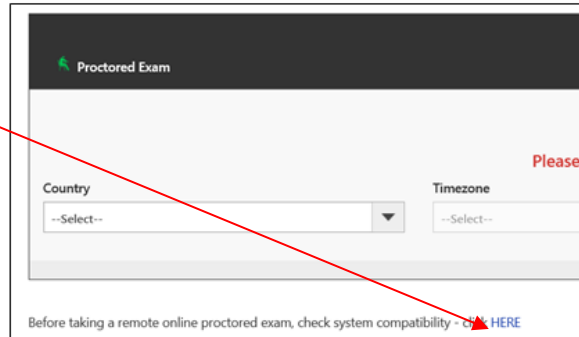 Proctored Exam
Please
Country
Timezone
--Select--
--Select--
Before taking a remote online proctored exam, check system compatibility - click HERE